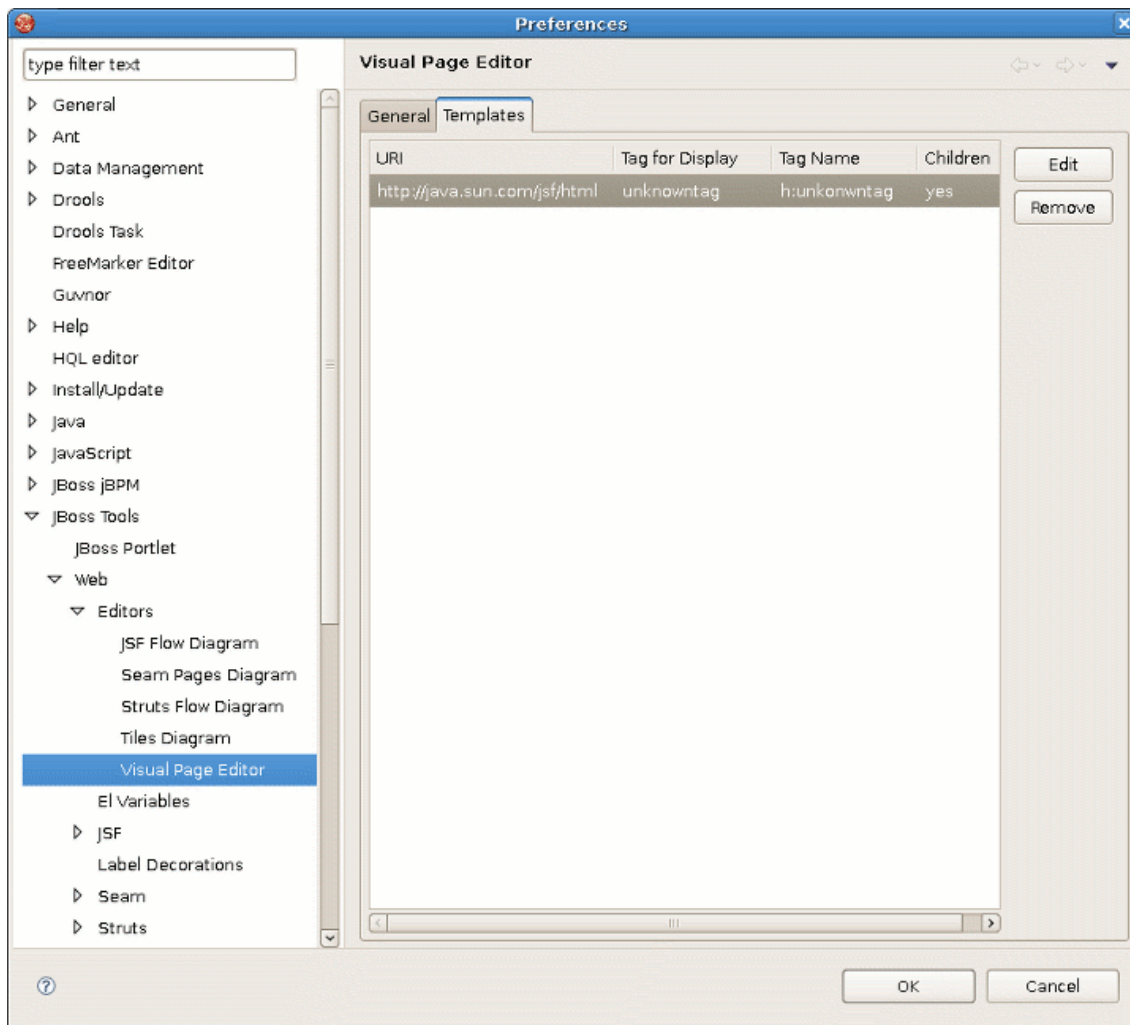 Preferences
type filter text
General
Ant
Data Management
Drools
Drools Task
FreeMarker Editor
Guvnor
Help
HQL editor
Install/Update
Java
JavaScript
JBoss jBPM
JBoss Tools
JBoss Portlet
Web
Editors
JSF Flow Diagram
Seam Pages Diagram
Struts Flow Diagram
Tiles Diagram
Visual Page Editor
El Variables
JSF
Label Decorations
Seam
Struts
Visual Page Editor
General Templates
URI Tag for Display Tag Name Children
http://java.sun.com/jsf/html unknowntag h:unkonwntag yes
Edit
Remove
OK Cancel